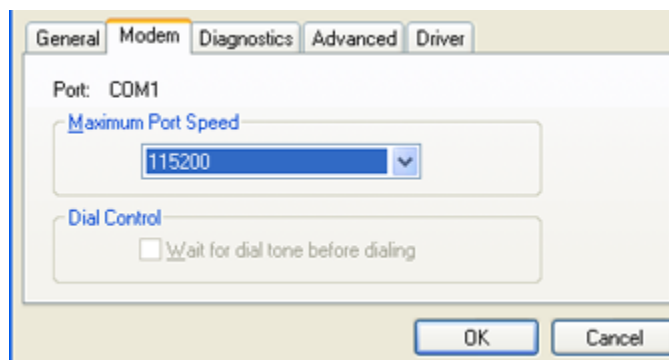 General Modem Diagnostics Advanced Driver
Port: COM1
Maximum Port Speed
115200
Dial Control
Wait for dial tone before dialing
OK Cancel